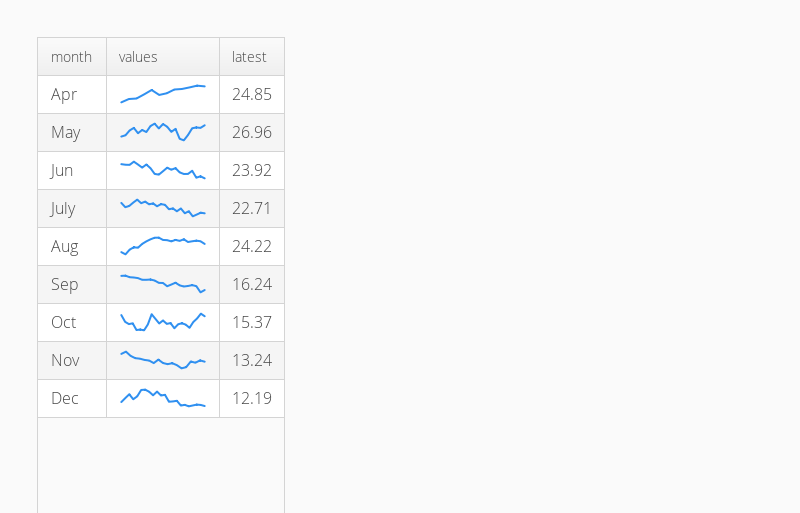 month values latest
Apr 24.85
May 26.96
Jun 23.92
July 22.71
Aug 24.22
Sep 16.24
Oct 15.37
Nov 13.24
Dec 12.19